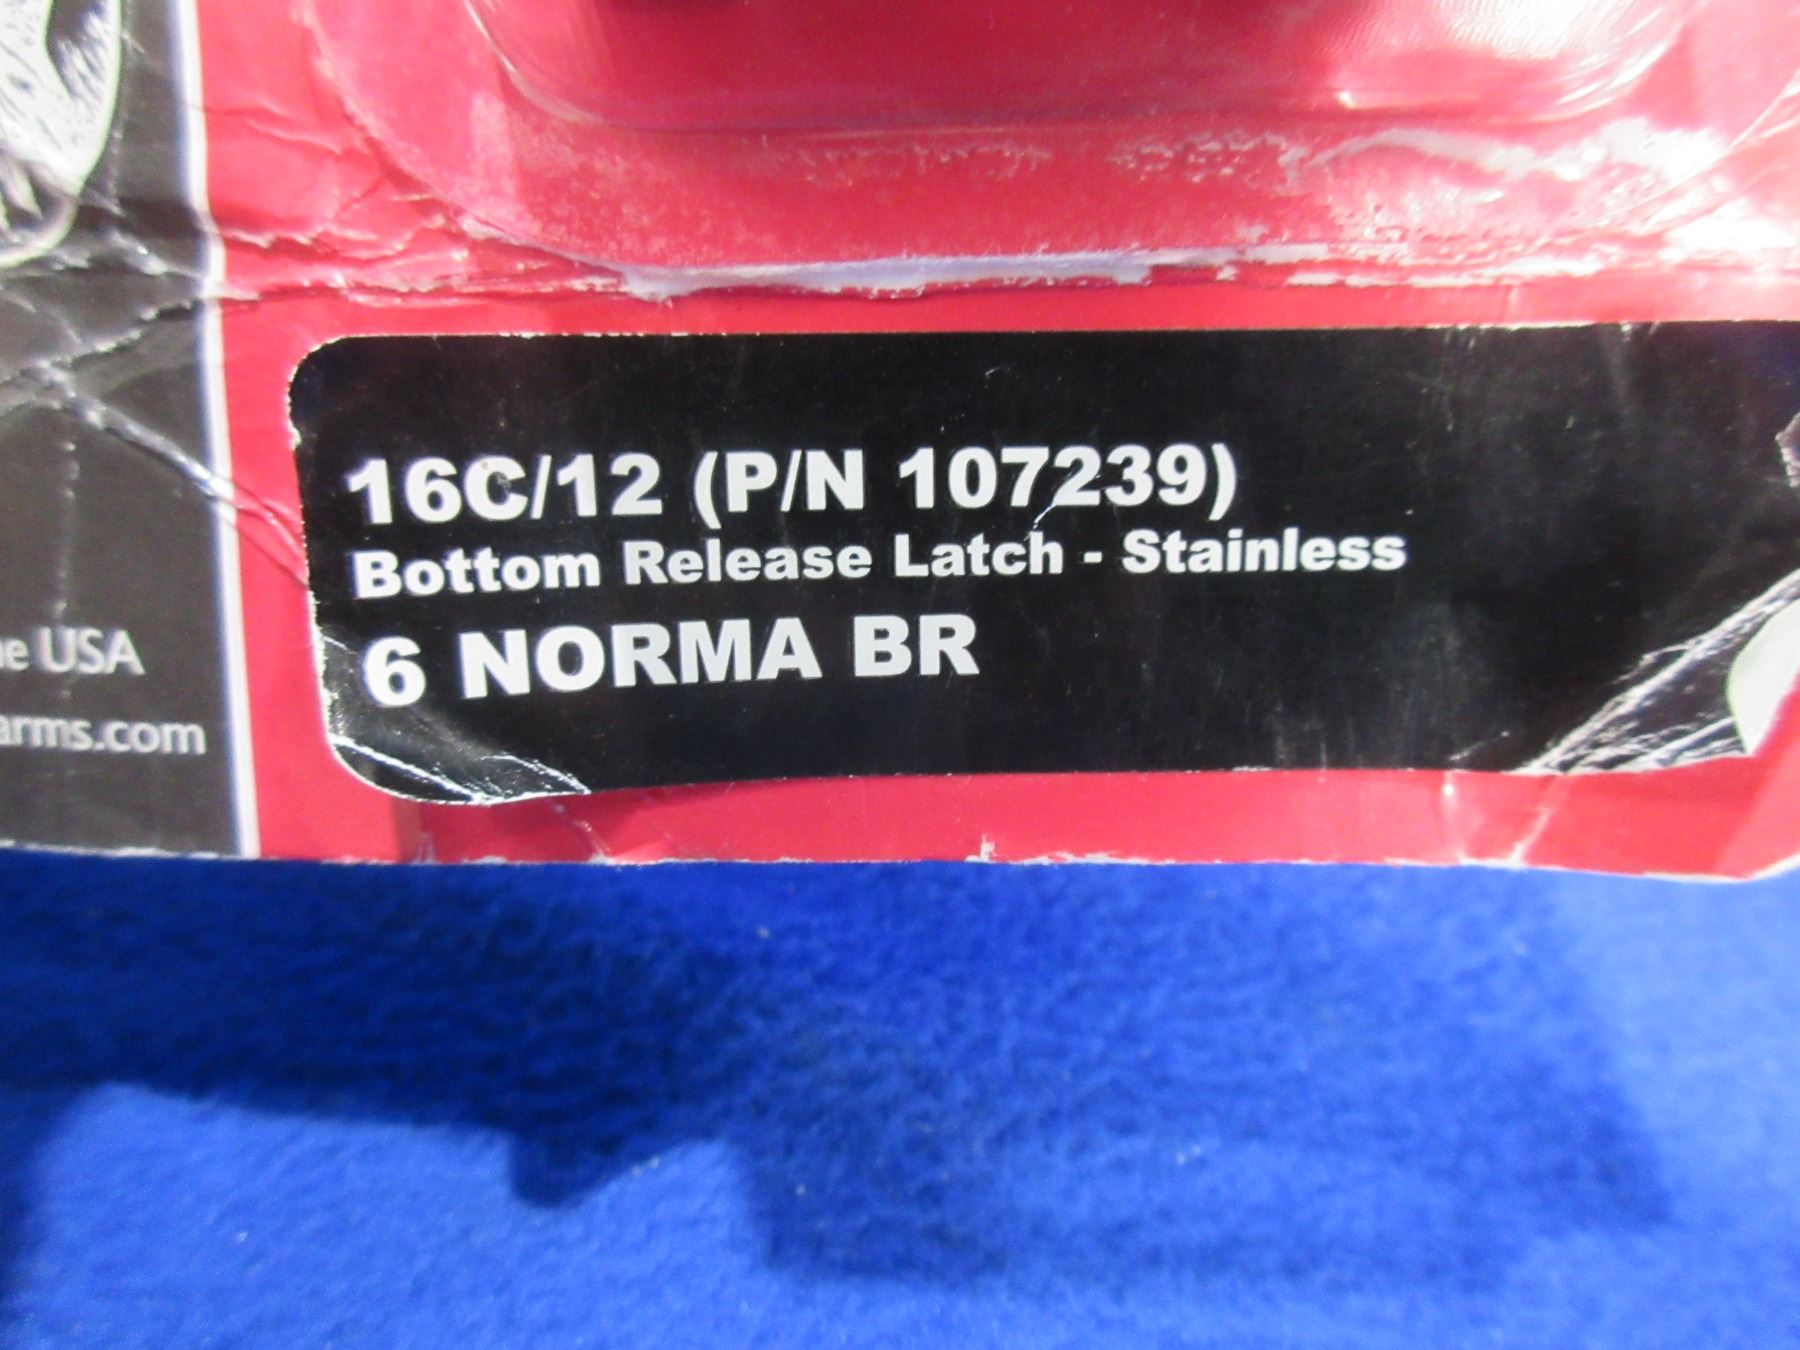 16C/12 (P/N 107239)
Bottom Release Latch - Stainless
6 NORMA BR
USA
arms.com